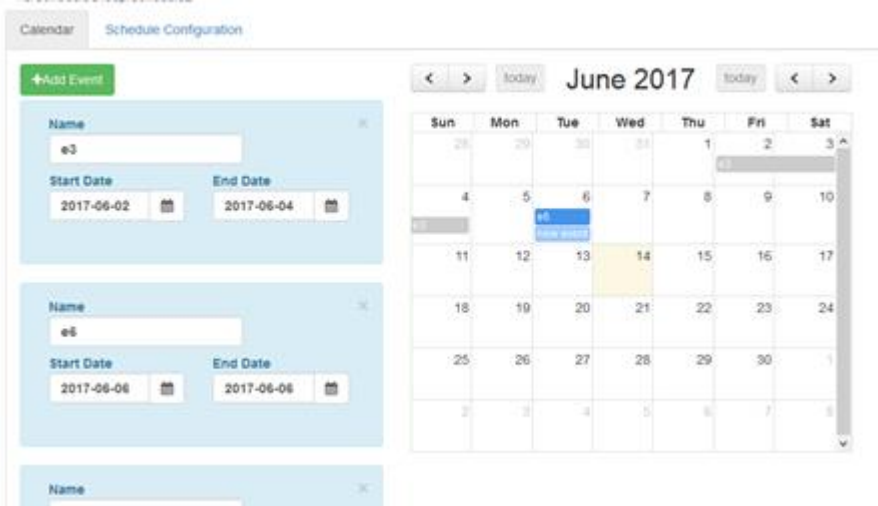 Calendar
Schedule Configuration
+Add Event
Name
e3
Start Date
End Date
2017-06-02
2017-06-04
Name
e6
Start Date
End Date
2017-06-06
2017-06-06
Name
today
June 2017
today
Sun Mon Tue Wed Thu Fri Sat
28 29 30 31 1 2 3
e3
4 5 6 7 8 9 10
e3
e6
new event
11 12 13 14 15 16 17
18 19 20 21 22 23 24
25 26 27 28 29 30 1
2 3 4 5 6 7 8